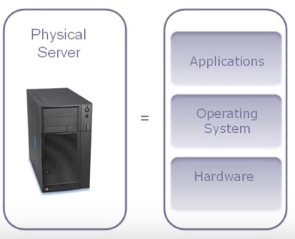 Physical
Server
=
Applications
Operating
System
Hardware